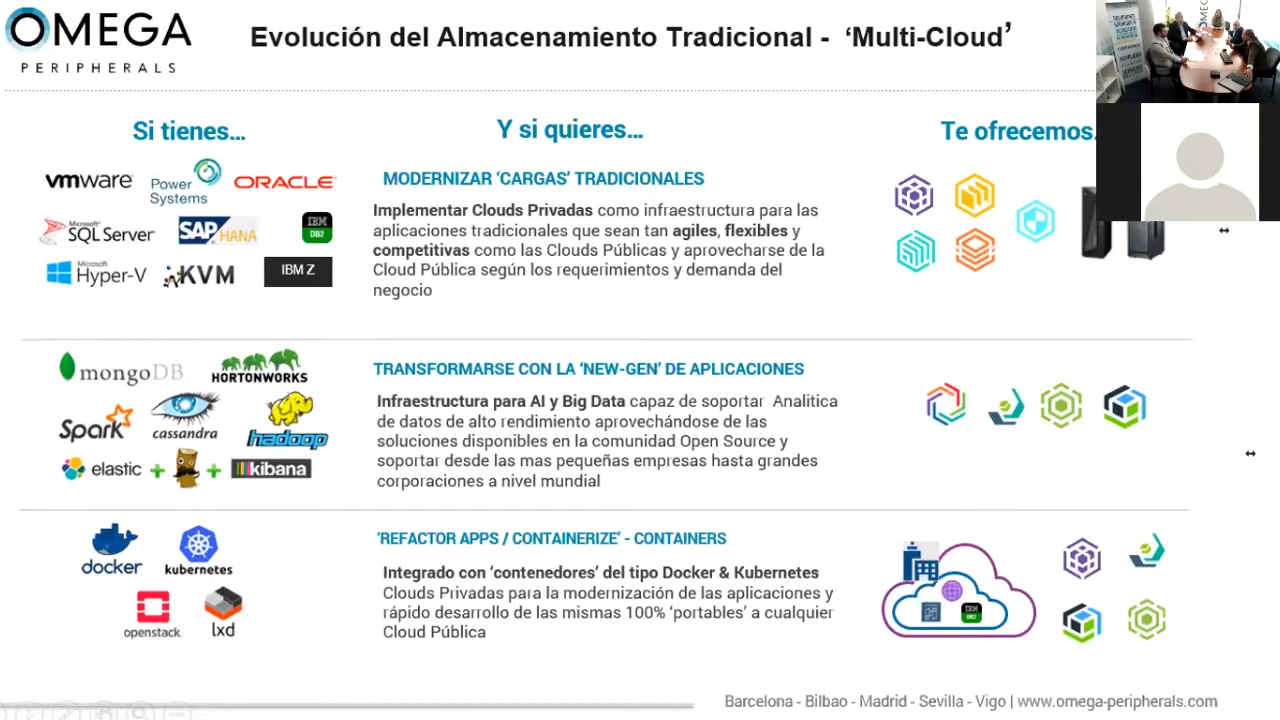 OMEGA
PERIPHERALS
Evolución del Almacenamiento Tradicional - ‘Multi-Cloud’
Si tienes…
Y si quieres…
Te ofrecemos
vmware
Power
Systems
ORACLE
Microsoft
SQL Server
SAP HANA
IBM
DB2
Microsoft
Hyper-V
KVM
IBM Z
MODERNIZAR ‘CARGAS’ TRADICIONALES
Implementar Clouds Privadas como infraestructura para las
aplicaciones tradicionales que sean tan agiles, flexibles y
competitivas como las Clouds Públicas y aprovecharse de la
Cloud Pública según los requerimientos y demanda del
negocio
mongoDB
HORTONWORKS
Spark
cassandra
hadoop
elastic + + kibana
TRANSFORMARSE CON LA ‘NEW-GEN’ DE APLICACIONES
Infraestructura para AI y Big Data capaz de soportar Analitica
de datos de alto rendimiento aprovechándose de las
soluciones disponibles en la comunidad Open Source y
soportar desde las mas pequeñas empresas hasta grandes
corporaciones a nivel mundial
docker
kubernetes
openstack.
lxd
‘REFACTOR APPS / CONTAINERIZE’ - CONTAINERS
Integrado con ‘contenedores’ del tipo Docker & Kubernetes
Clouds Privadas para la modernización de las aplicaciones y
rápido desarrollo de las mismas 100% ‘portables’ a cualquier
Cloud Pública
IBM
DB2
Barcelona - Bilbao - Madrid - Sevilla - Vigo | www.omega-peripherals.com